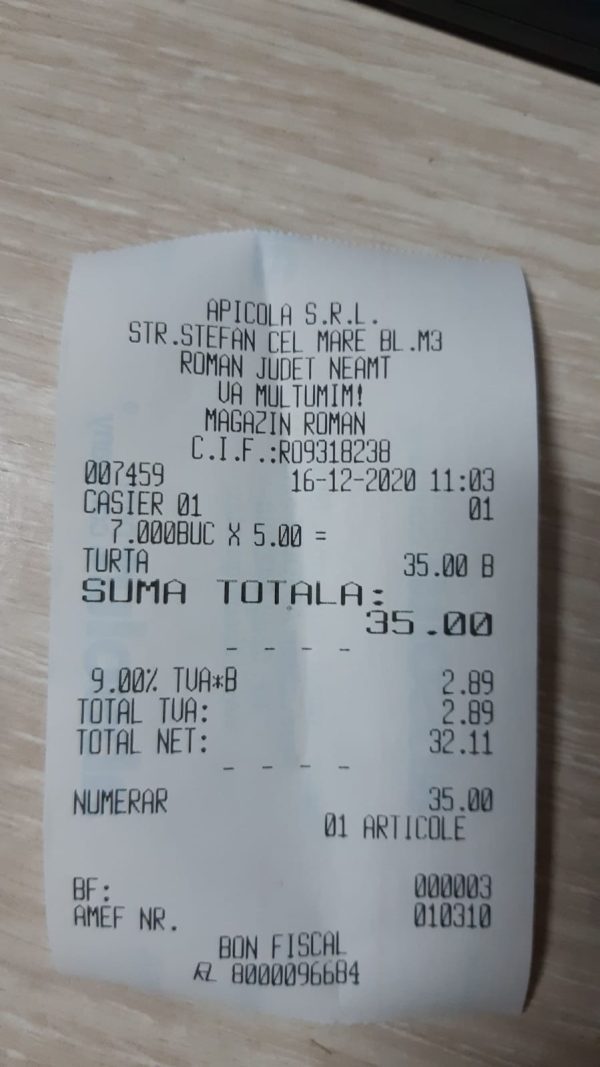 APICOLA S.R.L.
STR.STEFAN CEL MARE BL.M3
ROMAN JUDET NEAMT
VA MULTUMIM!
MAGAZIN ROMAN
C.I.F.:RO9318238
007459 16-12-2020 11:03
CASIER 01 01
7.000BUC X 5.00 =
TURTA 35.00 B
SUMA TOTALA:
35.00
- - - -
9.00% TVA*B 2.89
TOTAL TVA: 2.89
TOTAL NET: 32.11
- - - -
NUMERAR 35.00
01 ARTICOLE
BF: 000003
AMEF NR. 010310
BON FISCAL
8000096684